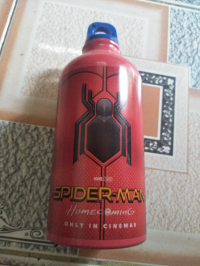 SPIDER-MAN
HOMECOMING
ONLY IN CINEMAS